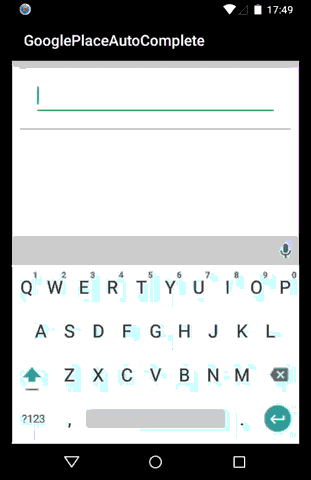 17:49
GooglePlaceAutoComplete
1 2 3 4 5 6 7 8 9 0
Q W E R T Y U I O P
A S D F G H J K L
Z X C V B N M
?123 , .